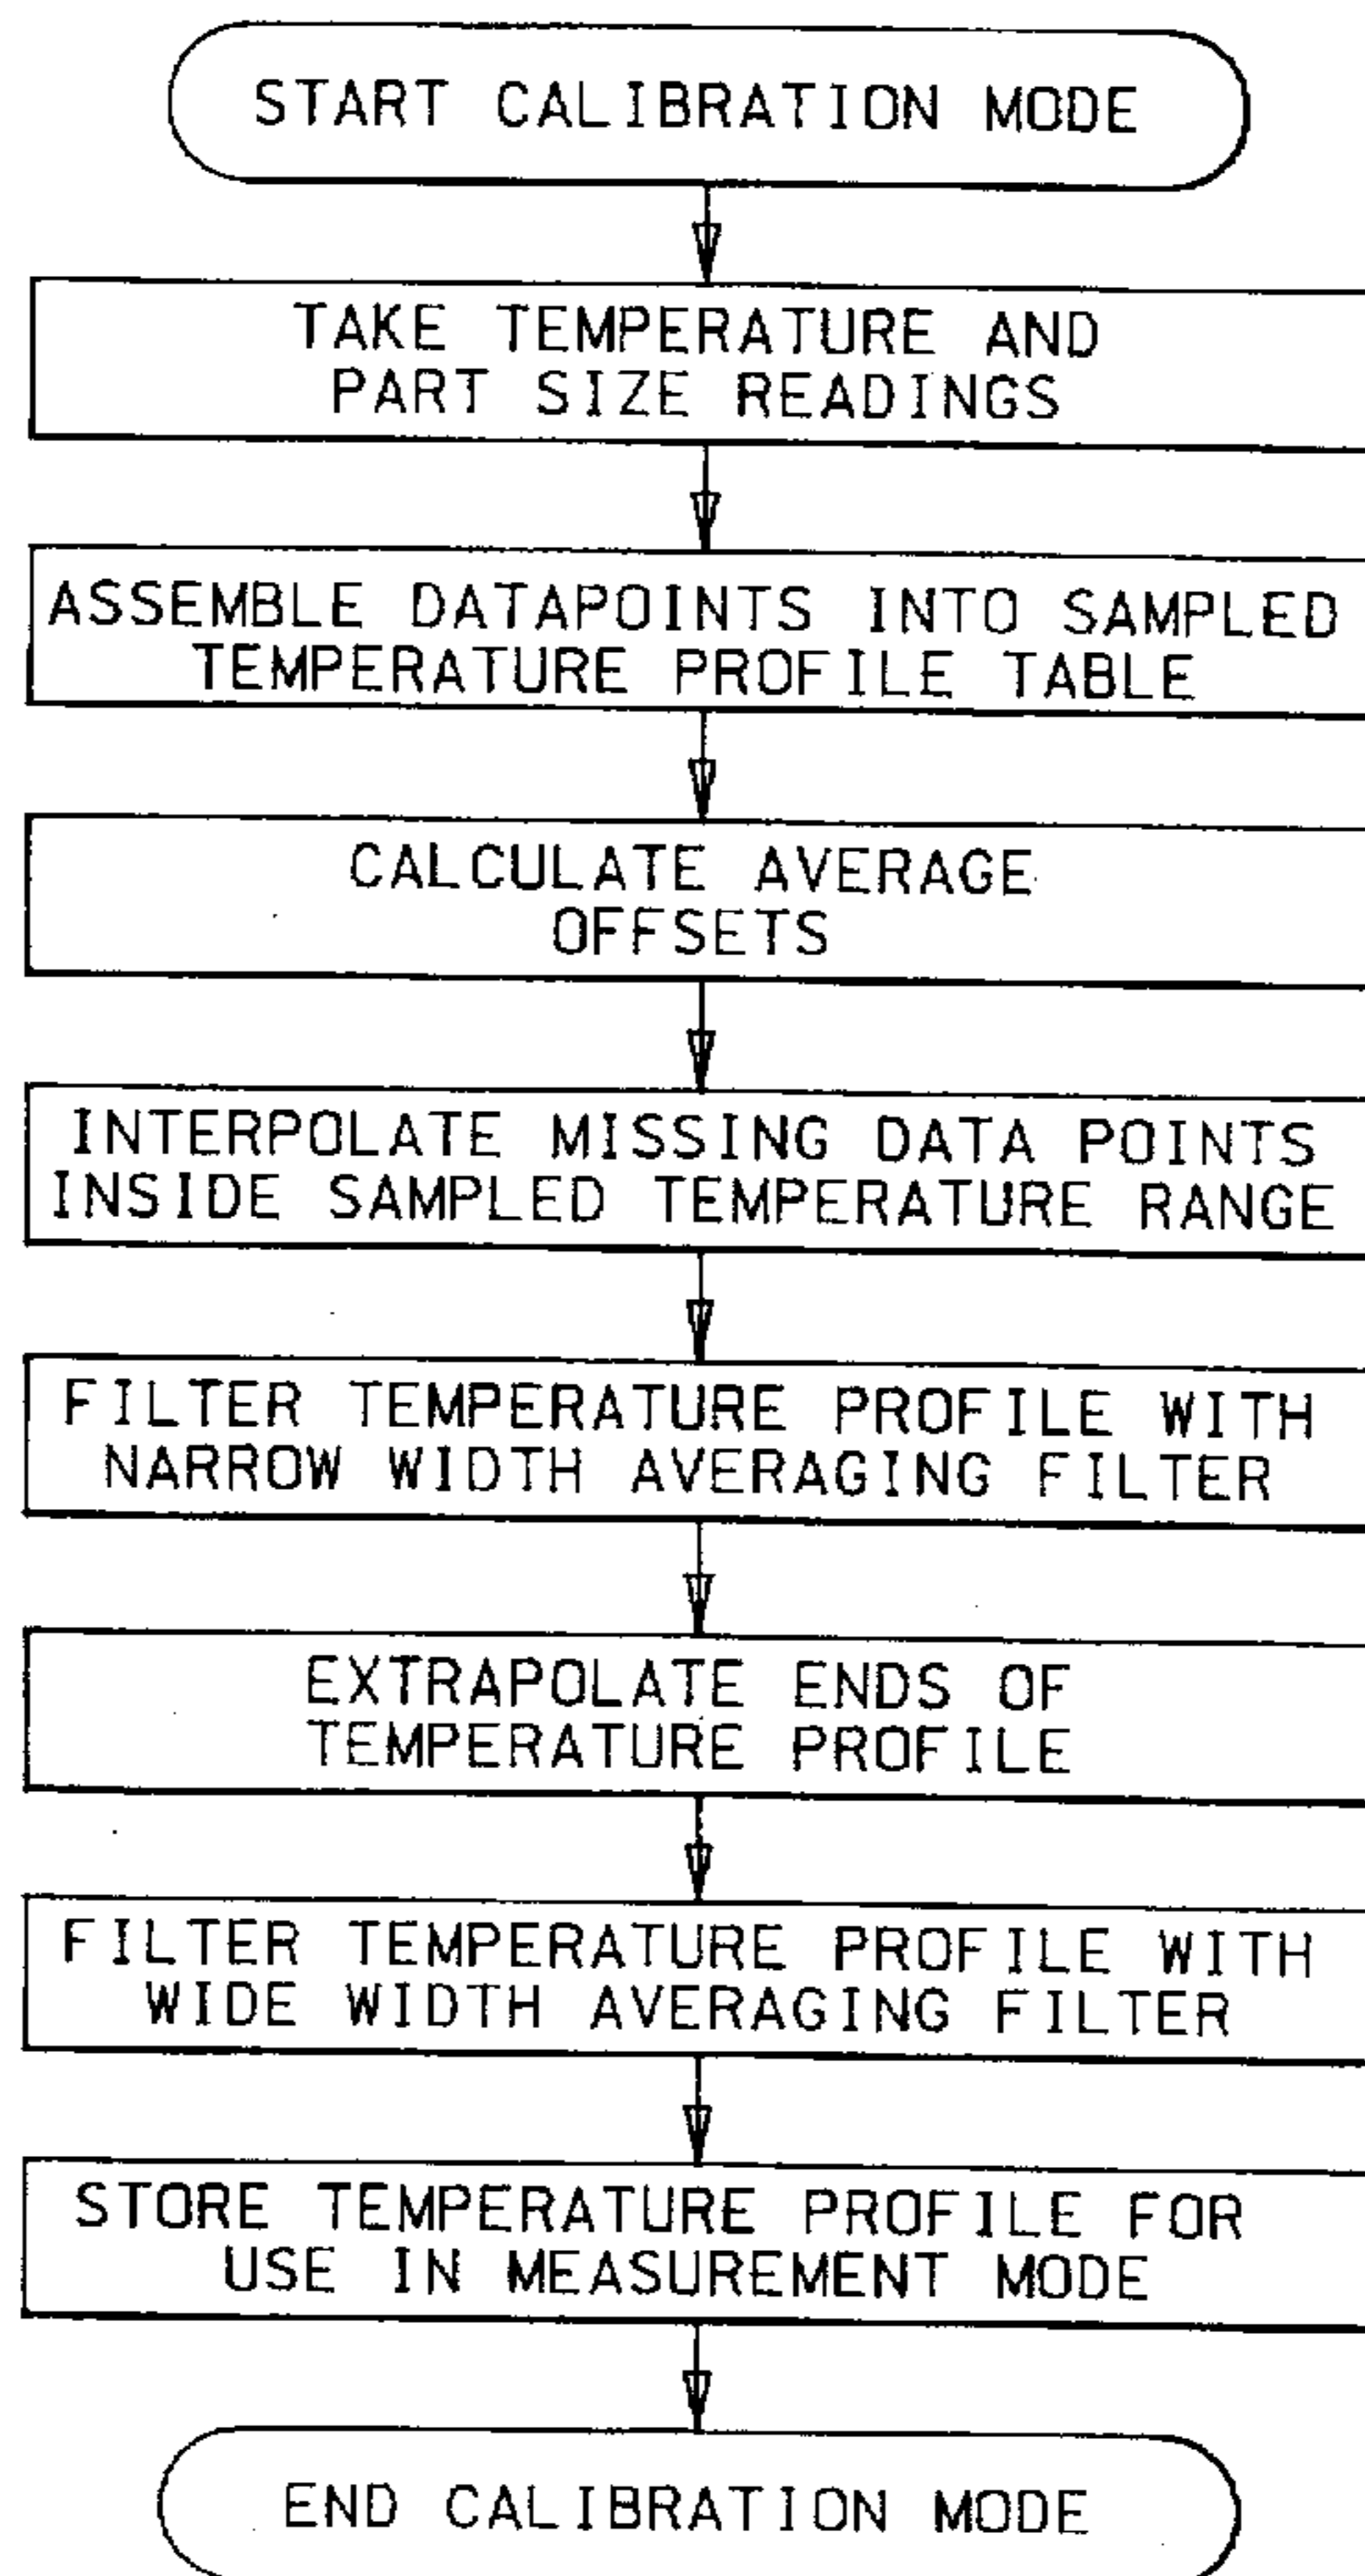 START CALIBRATION MODE
TAKE TEMPERATURE AND
PART SIZE READINGS
ASSEMBLE DATAPOINTS INTO SAMPLED
TEMPERATURE PROFILE TABLE
CALCULATE AVERAGE
OFFSETS
INTERPOLATE MISSING DATA POINTS
INSIDE SAMPLED TEMPERATURE RANGE
FILTER TEMPERATURE PROFILE WITH
NARROW WIDTH AVERAGING FILTER
EXTRAPOLATE ENDS OF
TEMPERATURE PROFILE
FILTER TEMPERATURE PROFILE WITH
WIDE WIDTH AVERAGING FILTER
STORE TEMPERATURE PROFILE FOR
USE IN MEASUREMENT MODE
END CALIBRATION MODE